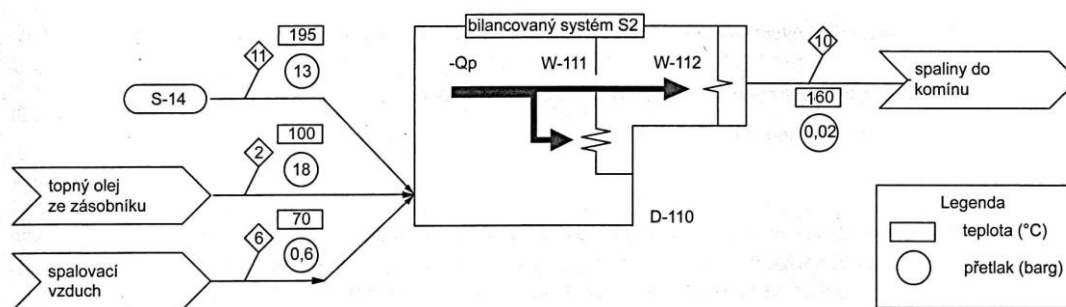 bilancovaný systém S2
195
11
13
S-14
-Qp
W-111
W-112
10
160
0,02
spaliny do
komínu
100
2
18
topný olej
ze zásobníku
D-110
70
6
0,6
spalovací
vzduch
Legenda
teplota (°C)
přetlak (barg)